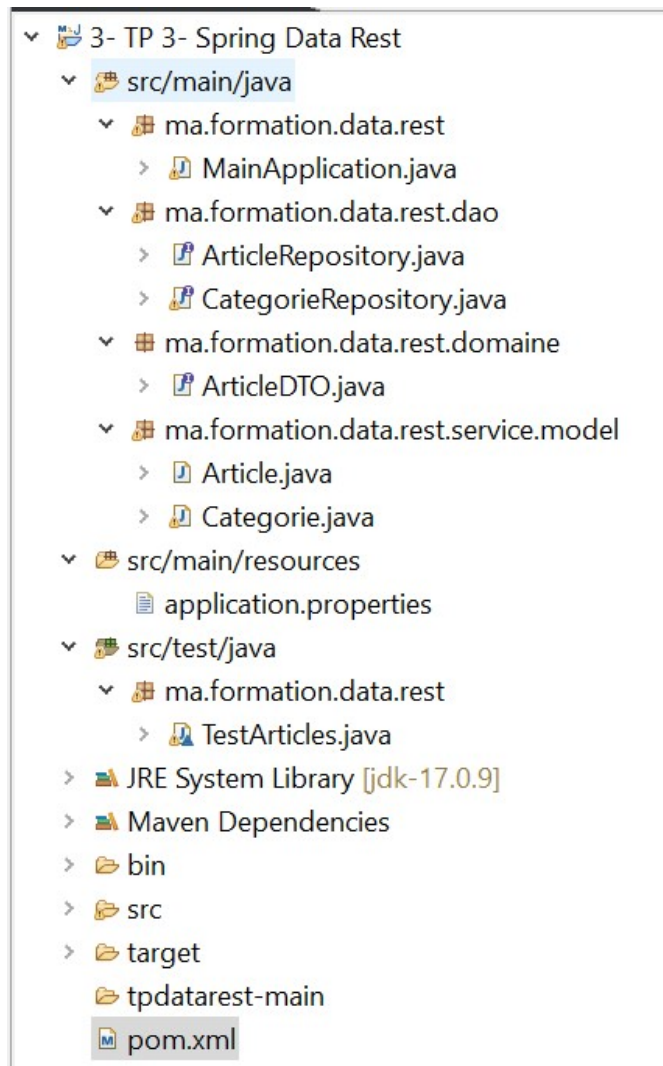 3- TP 3- Spring Data Rest
src/main/java
ma.formation.data.rest
MainApplication.java
ma.formation.data.rest.dao
ArticleRepository.java
CategorieRepository.java
ma.formation.data.rest.domaine
ArticleDTO.java
ma.formation.data.rest.service.model
Article.java
Categorie.java
src/main/resources
application.properties
src/test/java
ma.formation.data.rest
TestArticles.java
JRE System Library [jdk-17.0.9]
Maven Dependencies
bin
src
target
tpdatarest-main
pom.xml